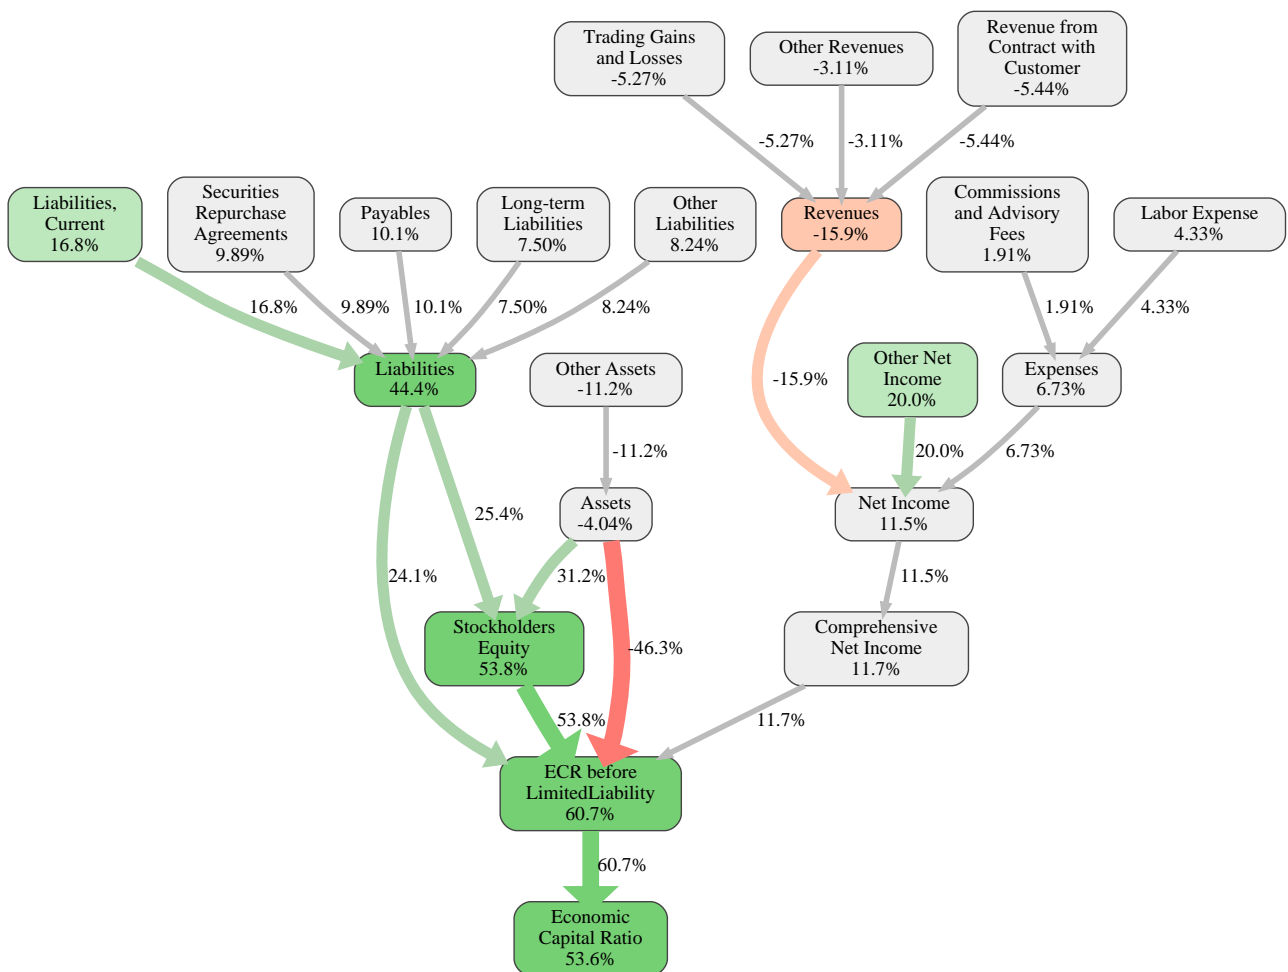 Trading Gains
and Losses
-5.27%
Other Revenues
-3.11%
Revenue from
Contract with
Customer
-5.44%
-5.27%
-3.11%
-5.44%
Liabilities,
Current
16.8%
Securities
Repurchase
Agreements
9.89%
Payables
10.1%
Long-term
Liabilities
7.50%
Other
Liabilities
8.24%
Revenues
-15.9%
Commissions
and Advisory
Fees
1.91%
Labor Expense
4.33%
16.8%
9.89%
10.1%
7.50%
8.24%
1.91%
4.33%
Liabilities
44.4%
Other Assets
-11.2%
-15.9%
Other Net
Income
20.0%
Expenses
6.73%
-11.2%
20.0%
6.73%
25.4%
Assets
-4.04%
Net Income
11.5%
24.1%
31.2%
11.5%
Stockholders
Equity
53.8%
-46.3%
Comprehensive
Net Income
11.7%
53.8%
11.7%
ECR before
LimitedLiability
60.7%
60.7%
Economic
Capital Ratio
53.6%